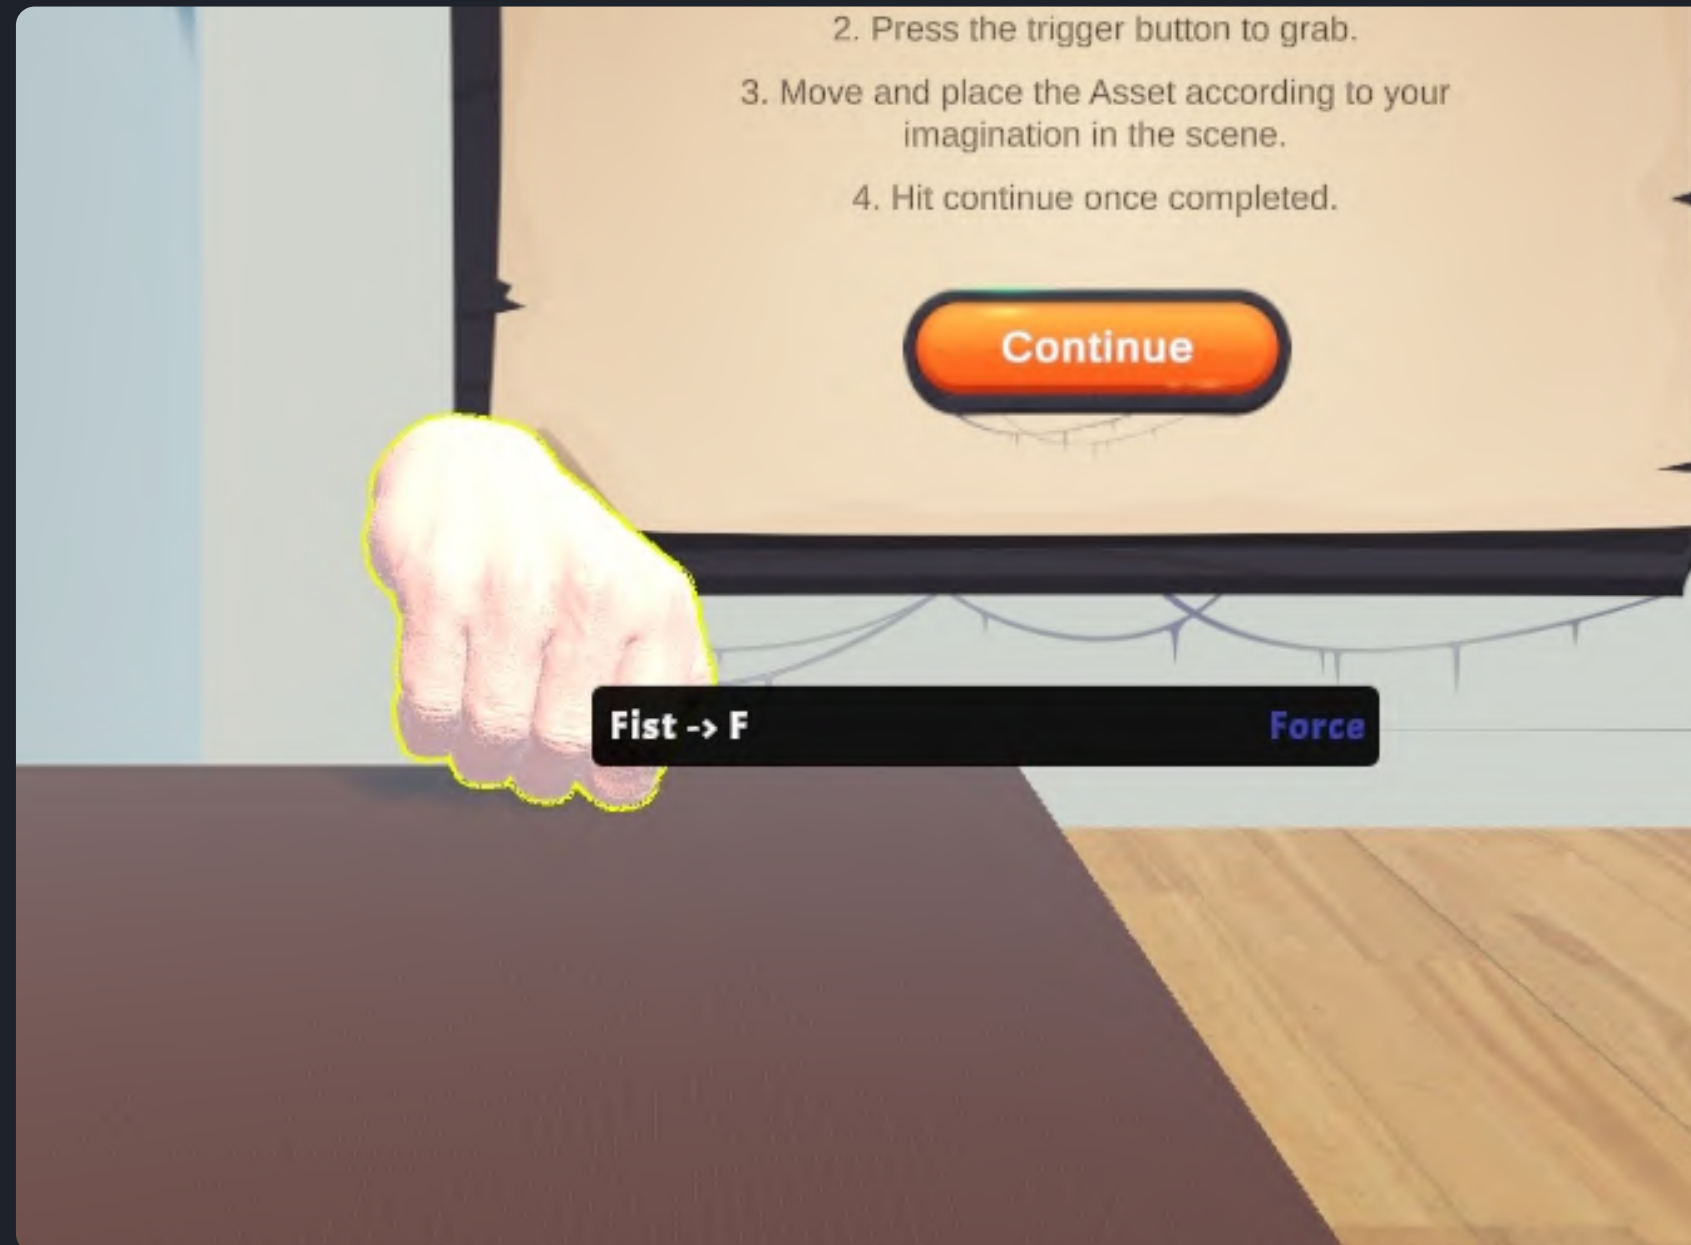 2. Press the trigger button to grab.
3. Move and place the Asset according to your
imagination in the scene.
4. Hit continue once completed.
Continue
Fist -> F Force